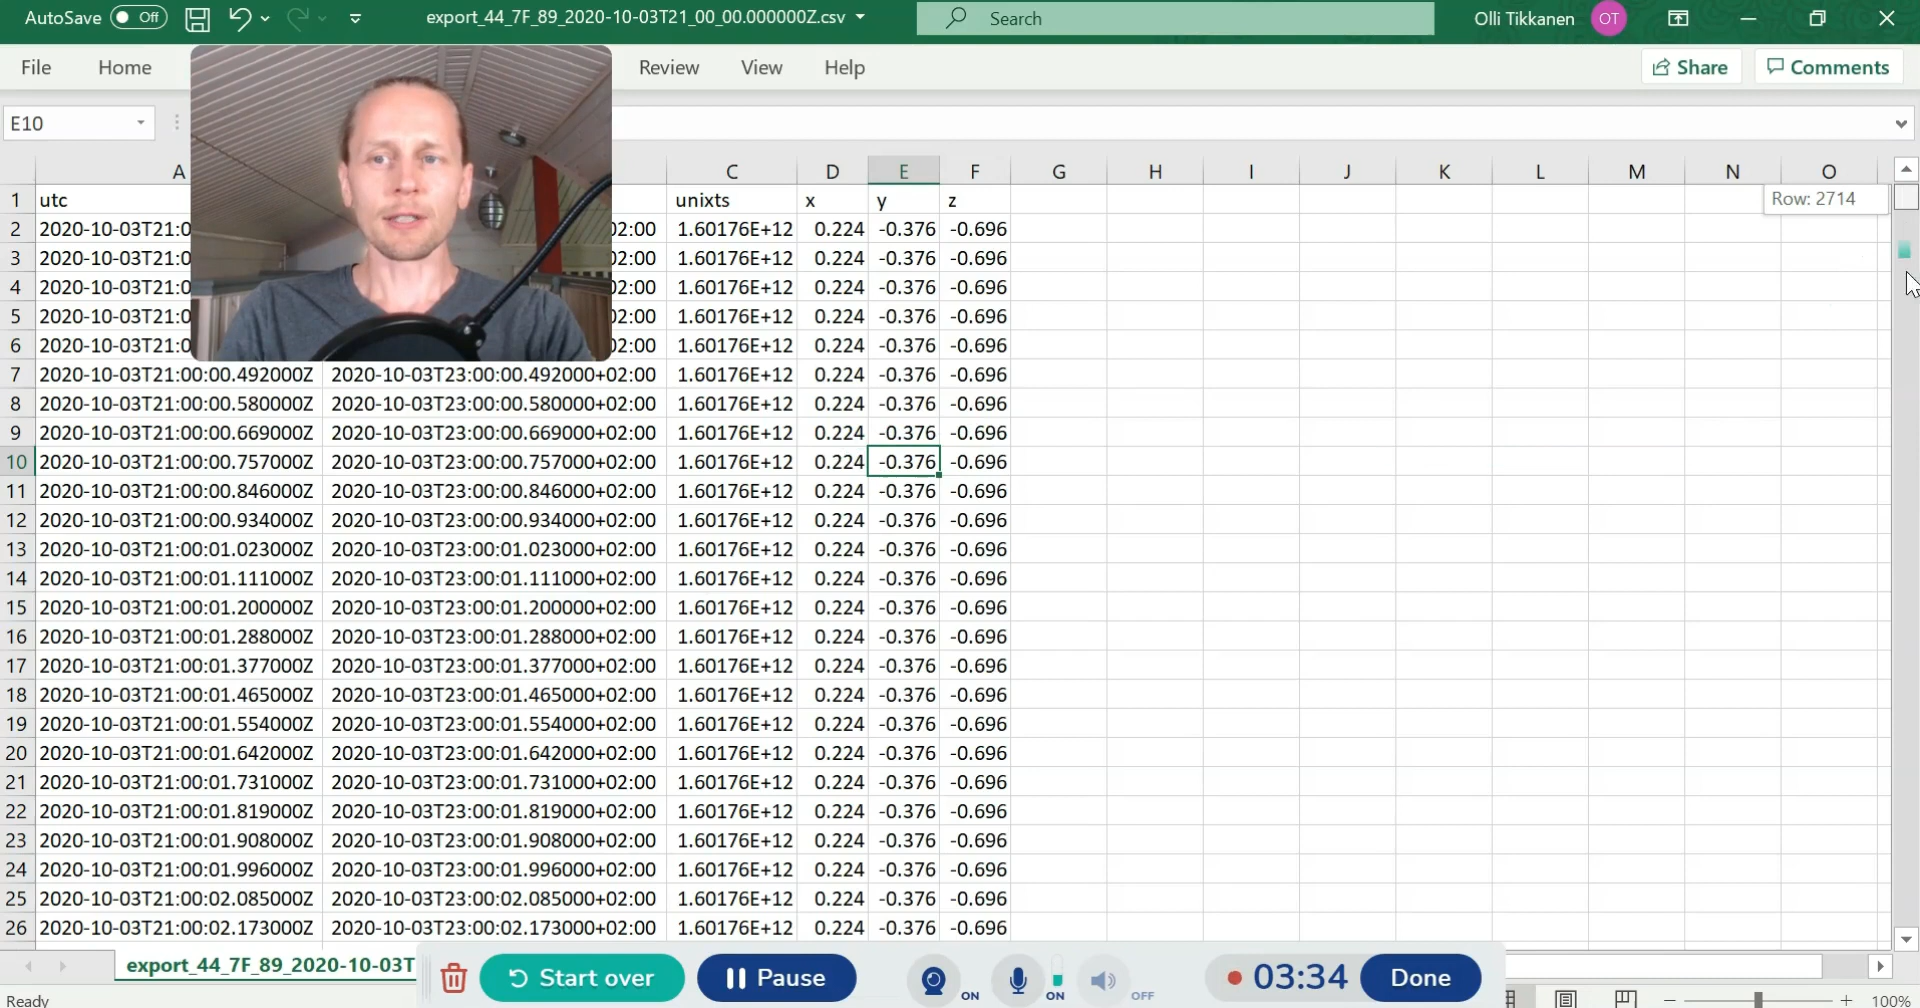 AutoSave Off export_44_7F_89_2020-10-03T21_00_00.000000Z.csv Search Olli Tikkanen OT
File Home Review View Help Share Comments
E10
A C D E F G H I J K L M N O
1 utc unixts x y z Row: 2714
2 2020-10-03T21:0 02:00 1.60176E+12 0.224 -0.376 -0.696
3 2020-10-03T21:0 02:00 1.60176E+12 0.224 -0.376 -0.696
4 2020-10-03T21:0 02:00 1.60176E+12 0.224 -0.376 -0.696
5 2020-10-03T21:0 02:00 1.60176E+12 0.224 -0.376 -0.696
6 2020-10-03T21:0 02:00 1.60176E+12 0.224 -0.376 -0.696
7 2020-10-03T21:00:00.492000Z 2020-10-03T23:00:00.492000+02:00 1.60176E+12 0.224 -0.376 -0.696
8 2020-10-03T21:00:00.580000Z 2020-10-03T23:00:00.580000+02:00 1.60176E+12 0.224 -0.376 -0.696
9 2020-10-03T21:00:00.669000Z 2020-10-03T23:00:00.669000+02:00 1.60176E+12 0.224 -0.376 -0.696
10 2020-10-03T21:00:00.757000Z 2020-10-03T23:00:00.757000+02:00 1.60176E+12 0.224 -0.376 -0.696
11 2020-10-03T21:00:00.846000Z 2020-10-03T23:00:00.846000+02:00 1.60176E+12 0.224 -0.376 -0.696
12 2020-10-03T21:00:00.934000Z 2020-10-03T23:00:00.934000+02:00 1.60176E+12 0.224 -0.376 -0.696
13 2020-10-03T21:00:01.023000Z 2020-10-03T23:00:01.023000+02:00 1.60176E+12 0.224 -0.376 -0.696
14 2020-10-03T21:00:01.111000Z 2020-10-03T23:00:01.111000+02:00 1.60176E+12 0.224 -0.376 -0.696
15 2020-10-03T21:00:01.200000Z 2020-10-03T23:00:01.200000+02:00 1.60176E+12 0.224 -0.376 -0.696
16 2020-10-03T21:00:01.288000Z 2020-10-03T23:00:01.288000+02:00 1.60176E+12 0.224 -0.376 -0.696
17 2020-10-03T21:00:01.377000Z 2020-10-03T23:00:01.377000+02:00 1.60176E+12 0.224 -0.376 -0.696
18 2020-10-03T21:00:01.465000Z 2020-10-03T23:00:01.465000+02:00 1.60176E+12 0.224 -0.376 -0.696
19 2020-10-03T21:00:01.554000Z 2020-10-03T23:00:01.554000+02:00 1.60176E+12 0.224 -0.376 -0.696
20 2020-10-03T21:00:01.642000Z 2020-10-03T23:00:01.642000+02:00 1.60176E+12 0.224 -0.376 -0.696
21 2020-10-03T21:00:01.731000Z 2020-10-03T23:00:01.731000+02:00 1.60176E+12 0.224 -0.376 -0.696
22 2020-10-03T21:00:01.819000Z 2020-10-03T23:00:01.819000+02:00 1.60176E+12 0.224 -0.376 -0.696
23 2020-10-03T21:00:01.908000Z 2020-10-03T23:00:01.908000+02:00 1.60176E+12 0.224 -0.376 -0.696
24 2020-10-03T21:00:01.996000Z 2020-10-03T23:00:01.996000+02:00 1.60176E+12 0.224 -0.376 -0.696
25 2020-10-03T21:00:02.085000Z 2020-10-03T23:00:02.085000+02:00 1.60176E+12 0.224 -0.376 -0.696
26 2020-10-03T21:00:02.173000Z 2020-10-03T23:00:02.173000+02:00 1.60176E+12 0.224 -0.376 -0.696
export_44_7F_89_2020-10-03T Start over Pause ON ON OFF 03:34 Done
Ready 100%